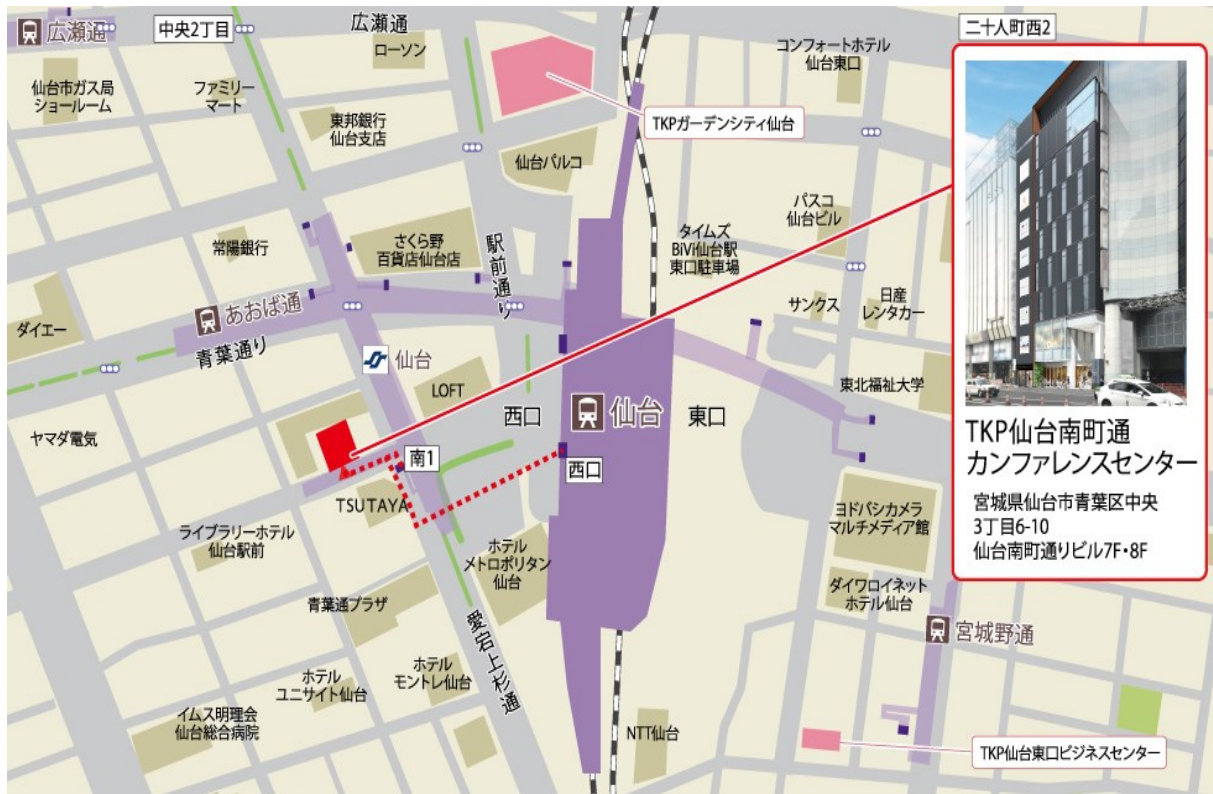 広瀬通
中央2丁目
広瀬通
ローソン
二十人町西2
コンフォートホテル
仙台東口
仙台市ガス局
ショールーム
ファミリー
マート
東邦銀行
仙台支店
TKPガーデンシティ仙台
仙台パルコ
パスコ
仙台ビル
常陽銀行
さくら野
百貨店仙台店
駅前通り
タイムズ
BiVi仙台駅
東口駐車場
サンクス
日産
レンタカー
ダイエー
あおば通
青葉通り
仙台
LOFT
西口
仙台
東口
東北福祉大学
ヤマダ電気
南1
西口
TSUTAYA
ライブラリーホテル
仙台駅前
ホテル
メトロポリタン
仙台
ヨドバシカメラ
マルチメディア館
青葉通プラザ
愛宕上杉通
ダイワロイネット
ホテル仙台
宮城野通
ホテル
ユニサイト仙台
ホテル
モントレ仙台
イムス明理会
仙台総合病院
NTT仙台
TKP仙台東口ビジネスセンター
TKP仙台南町通
カンファレンスセンター
宮城県仙台市青葉区中央
3丁目6-10
仙台南町通りビル7F・8F